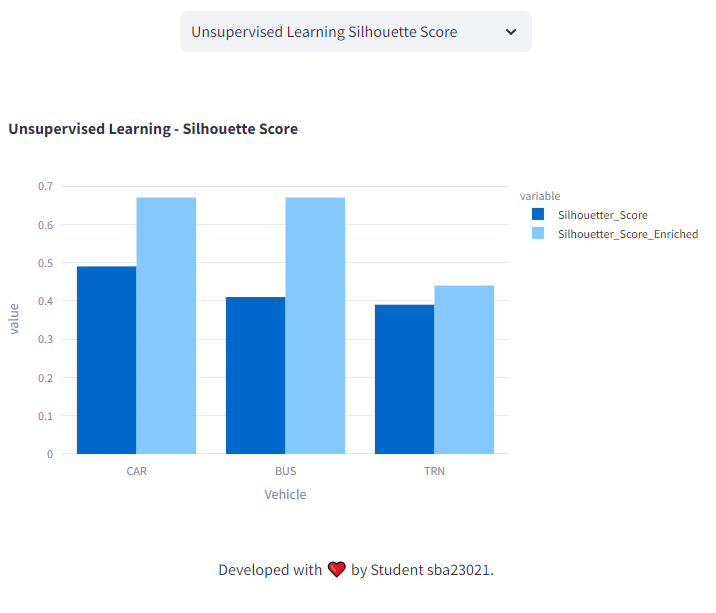 Unsupervised Learning Silhouette Score
Unsupervised Learning - Silhouette Score
variable
Silhouetter_Score
Silhouetter_Score_Enriched
0.7
0.6
0.5
0.4
0.3
0.2
0.1
0
value
CAR BUS TRN
Vehicle
Developed with ❤️ by Student sba23021.